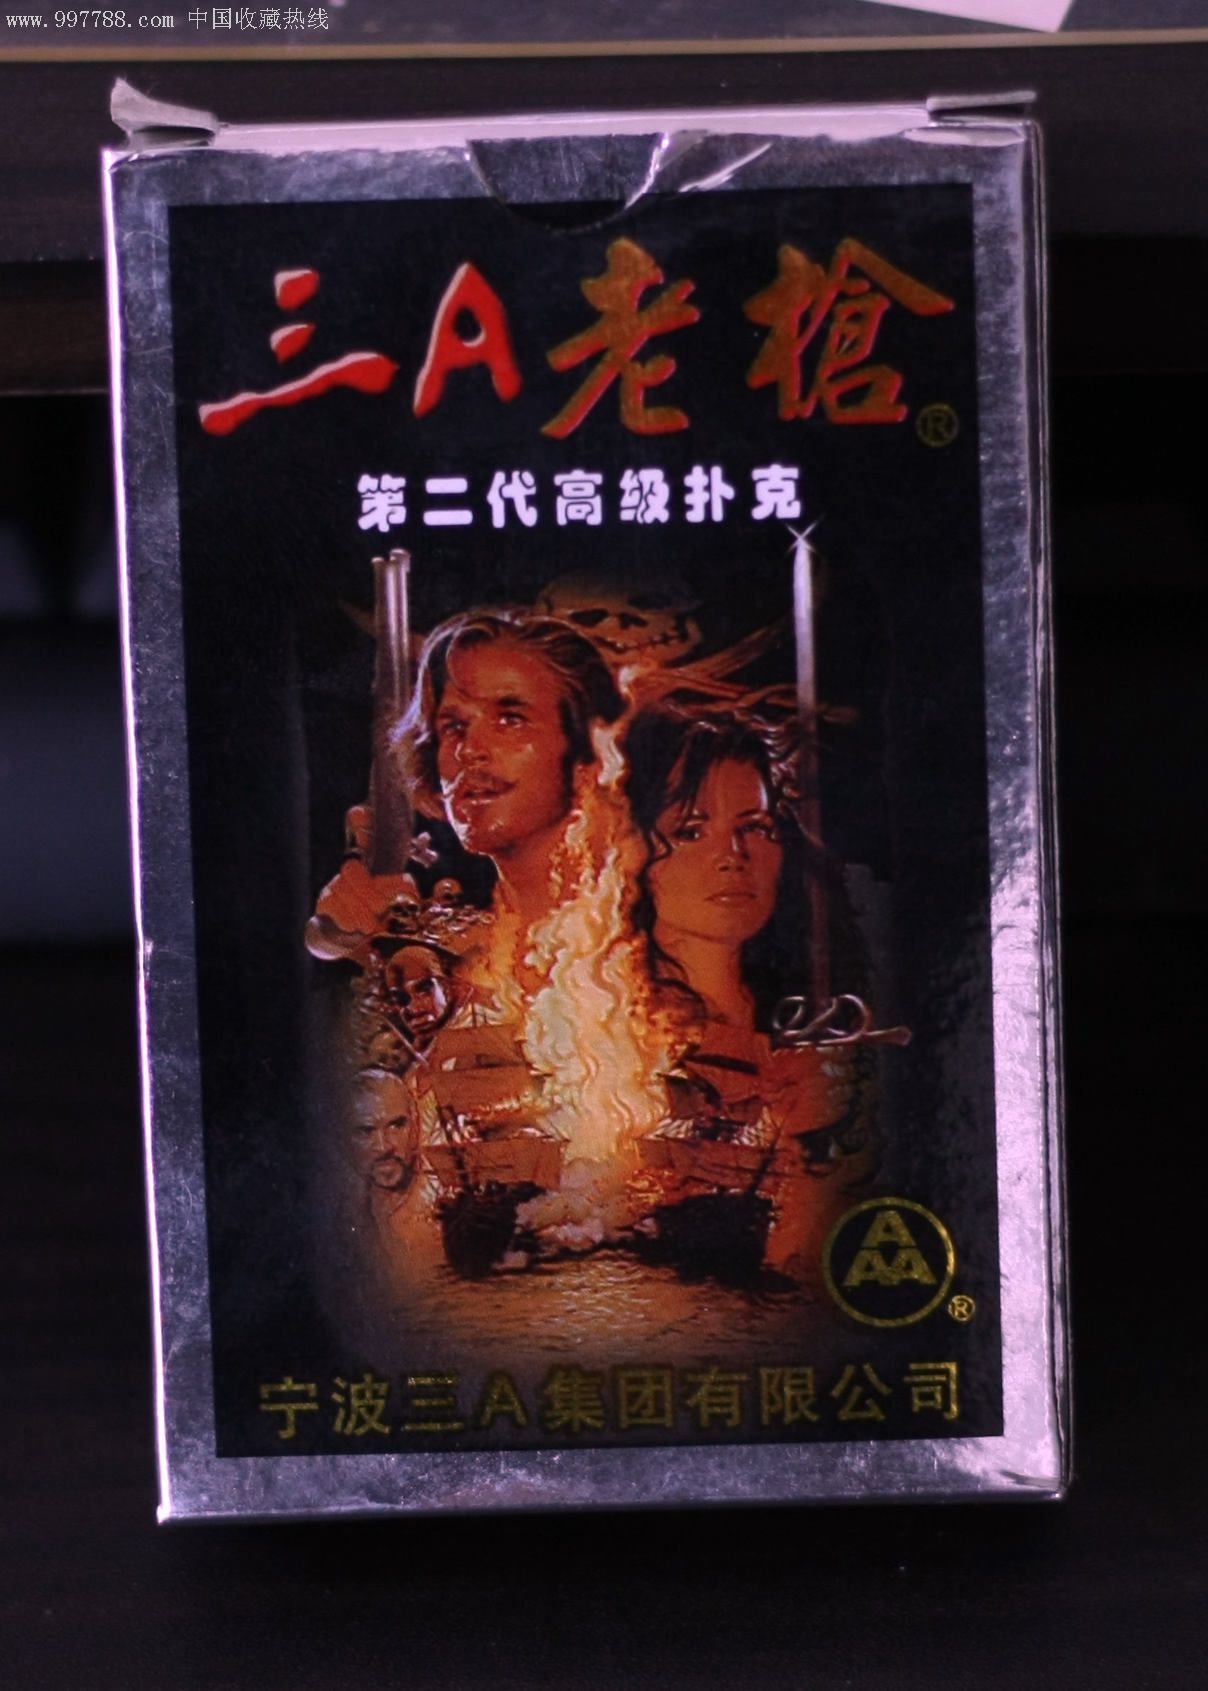 www.997788.com 中国收藏热线
三A老槍®
第二代高级扑克
A
AAA
®
宁波三A集团有限公司